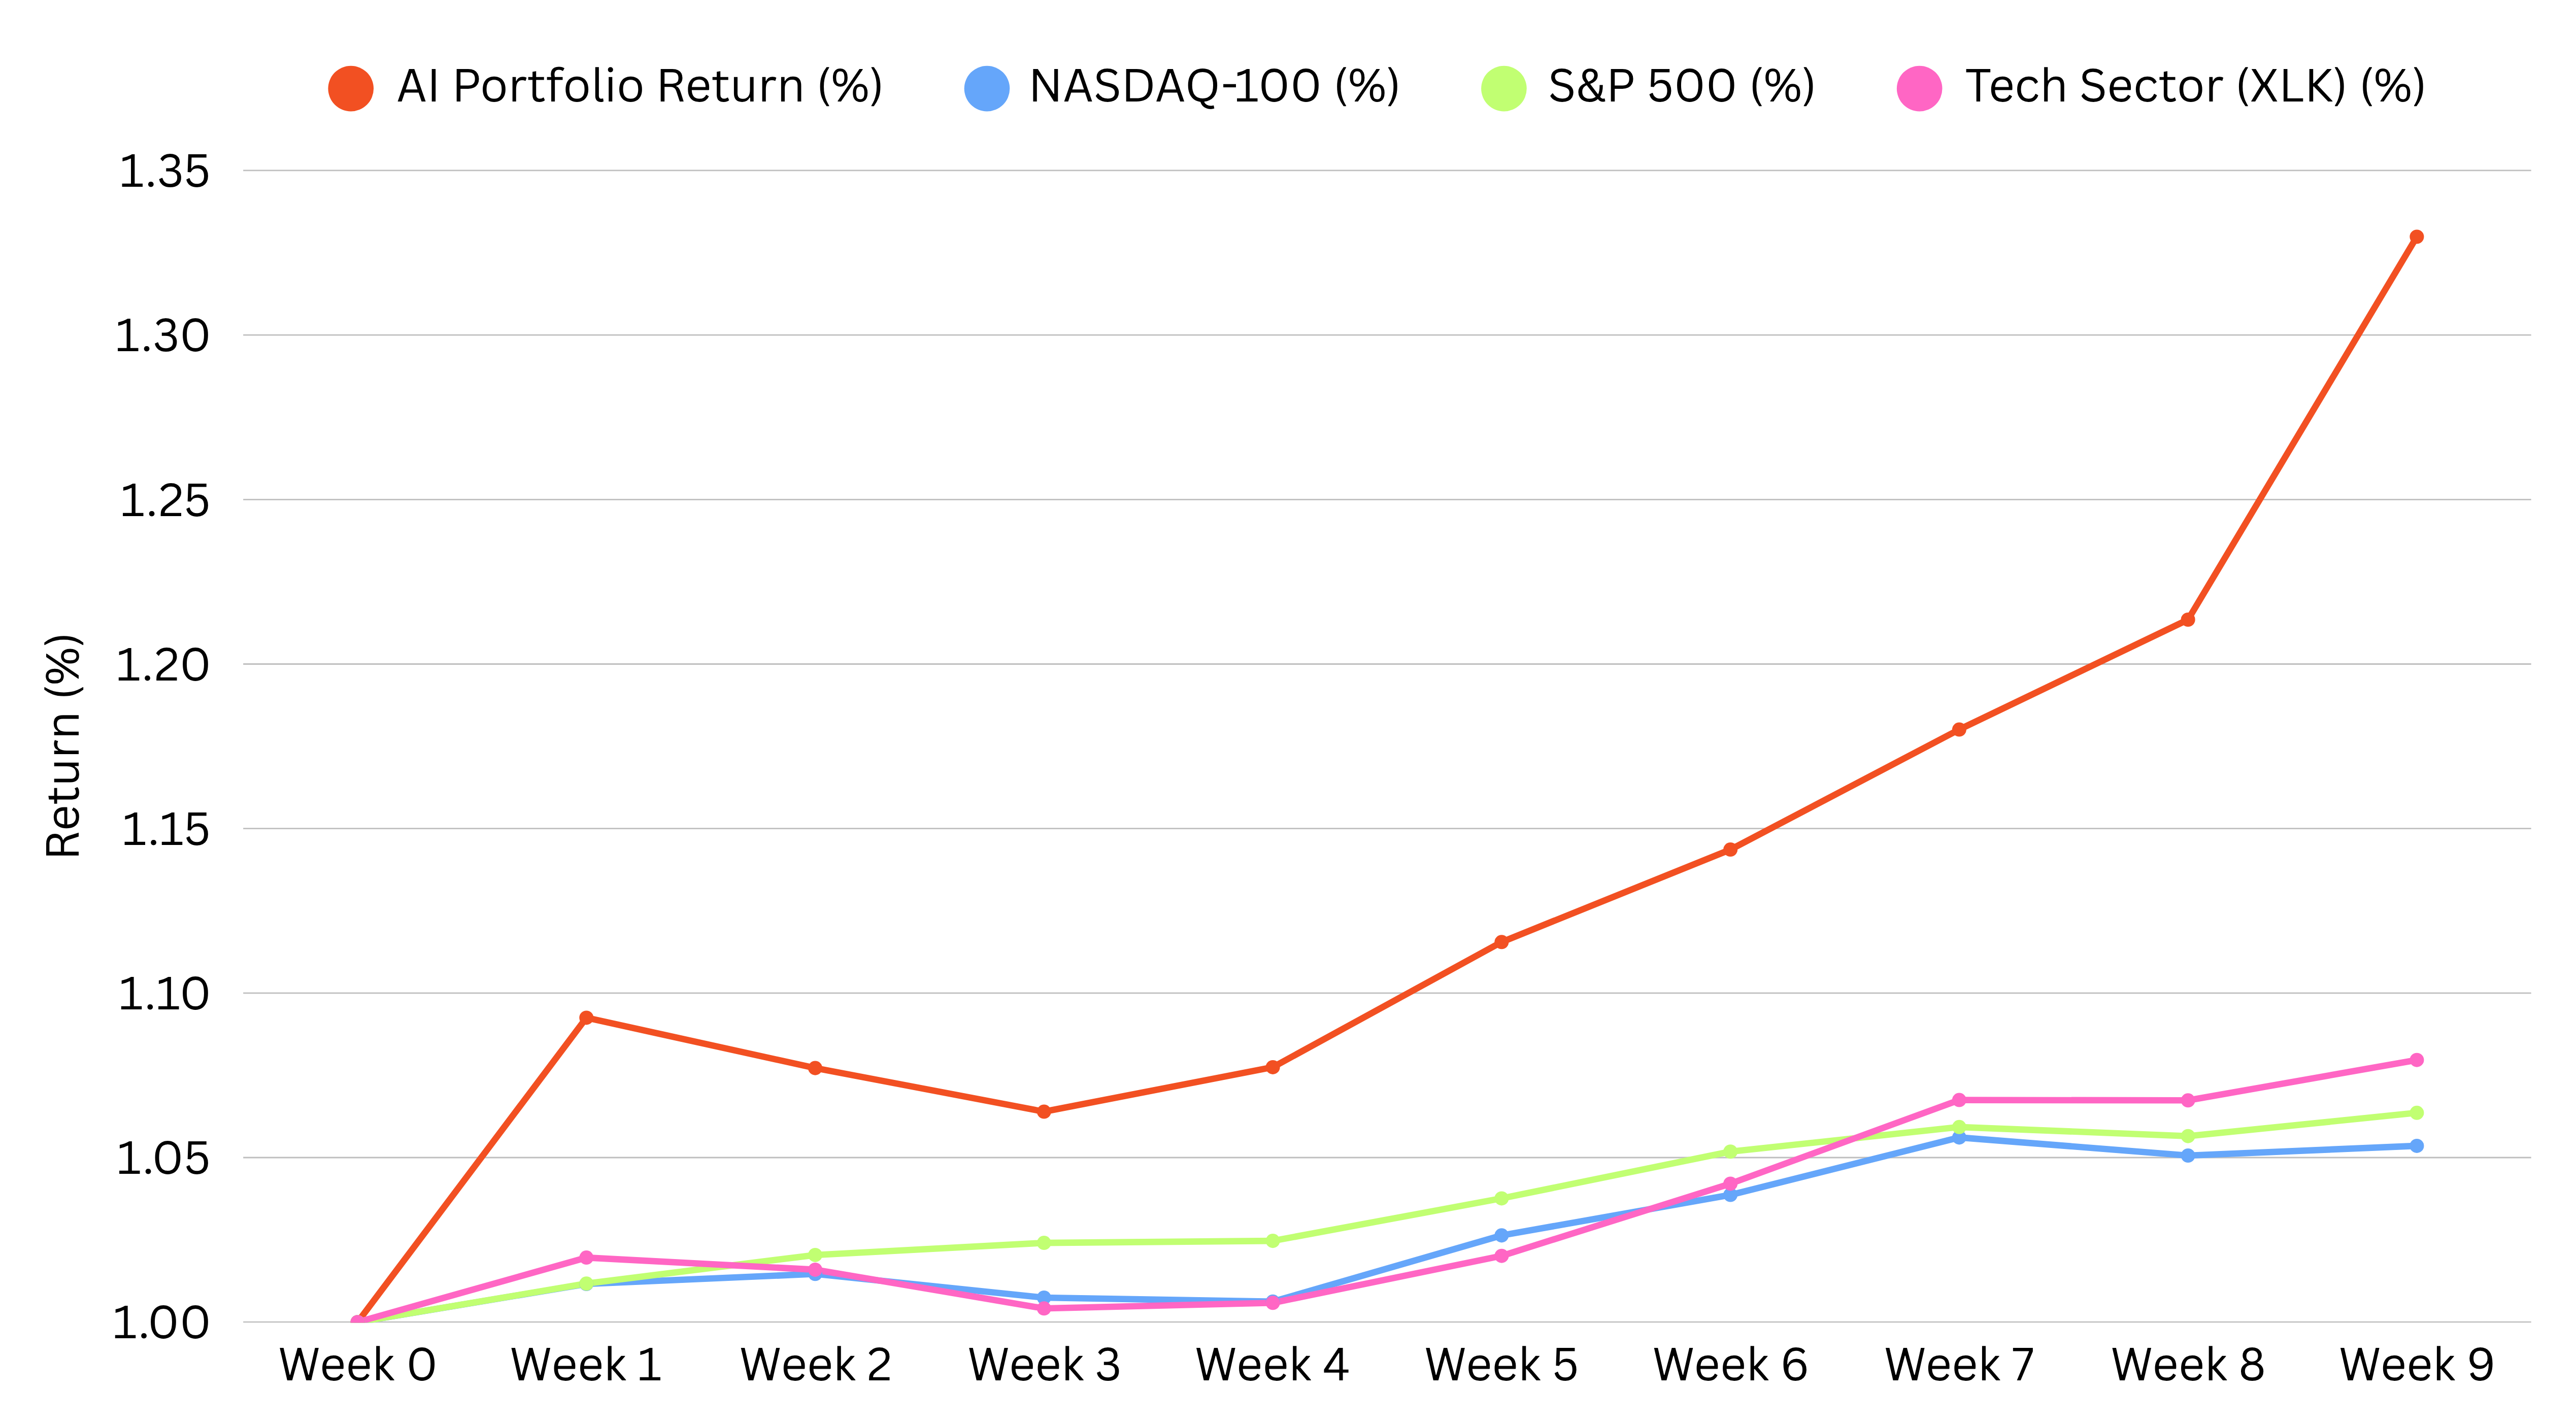 AI Portfolio Return (%) NASDAQ-100 (%) S&P 500 (%) Tech Sector (XLK) (%)
1.35
1.30
1.25
1.20
1.15
1.10
1.05
1.00
Return (%)
Week 0 Week 1 Week 2 Week 3 Week 4 Week 5 Week 6 Week 7 Week 8 Week 9